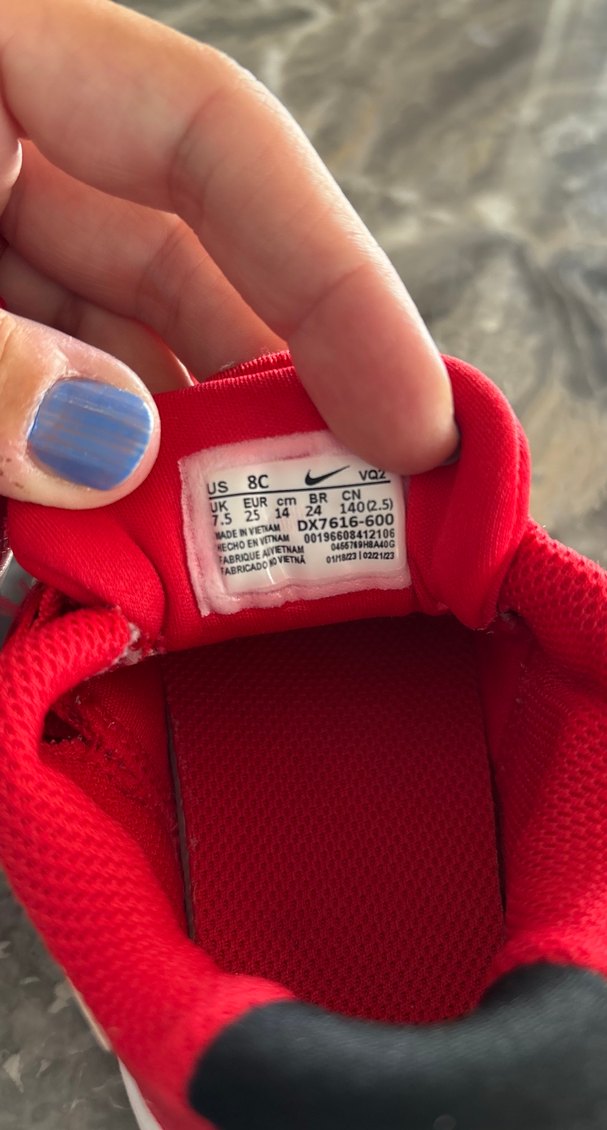 US 8C VQ2
UK EUR cm BR CN
7.5 25 14 24 140(2.5)
MADE IN VIETNAM DX7616-600
HECHO EN VIETNAM 00196608412106
FABRIQUE AU VIETNAM 0455769H8A40G
FABRICADO NO VIETNÃ 01/18/23 | 02/21/23